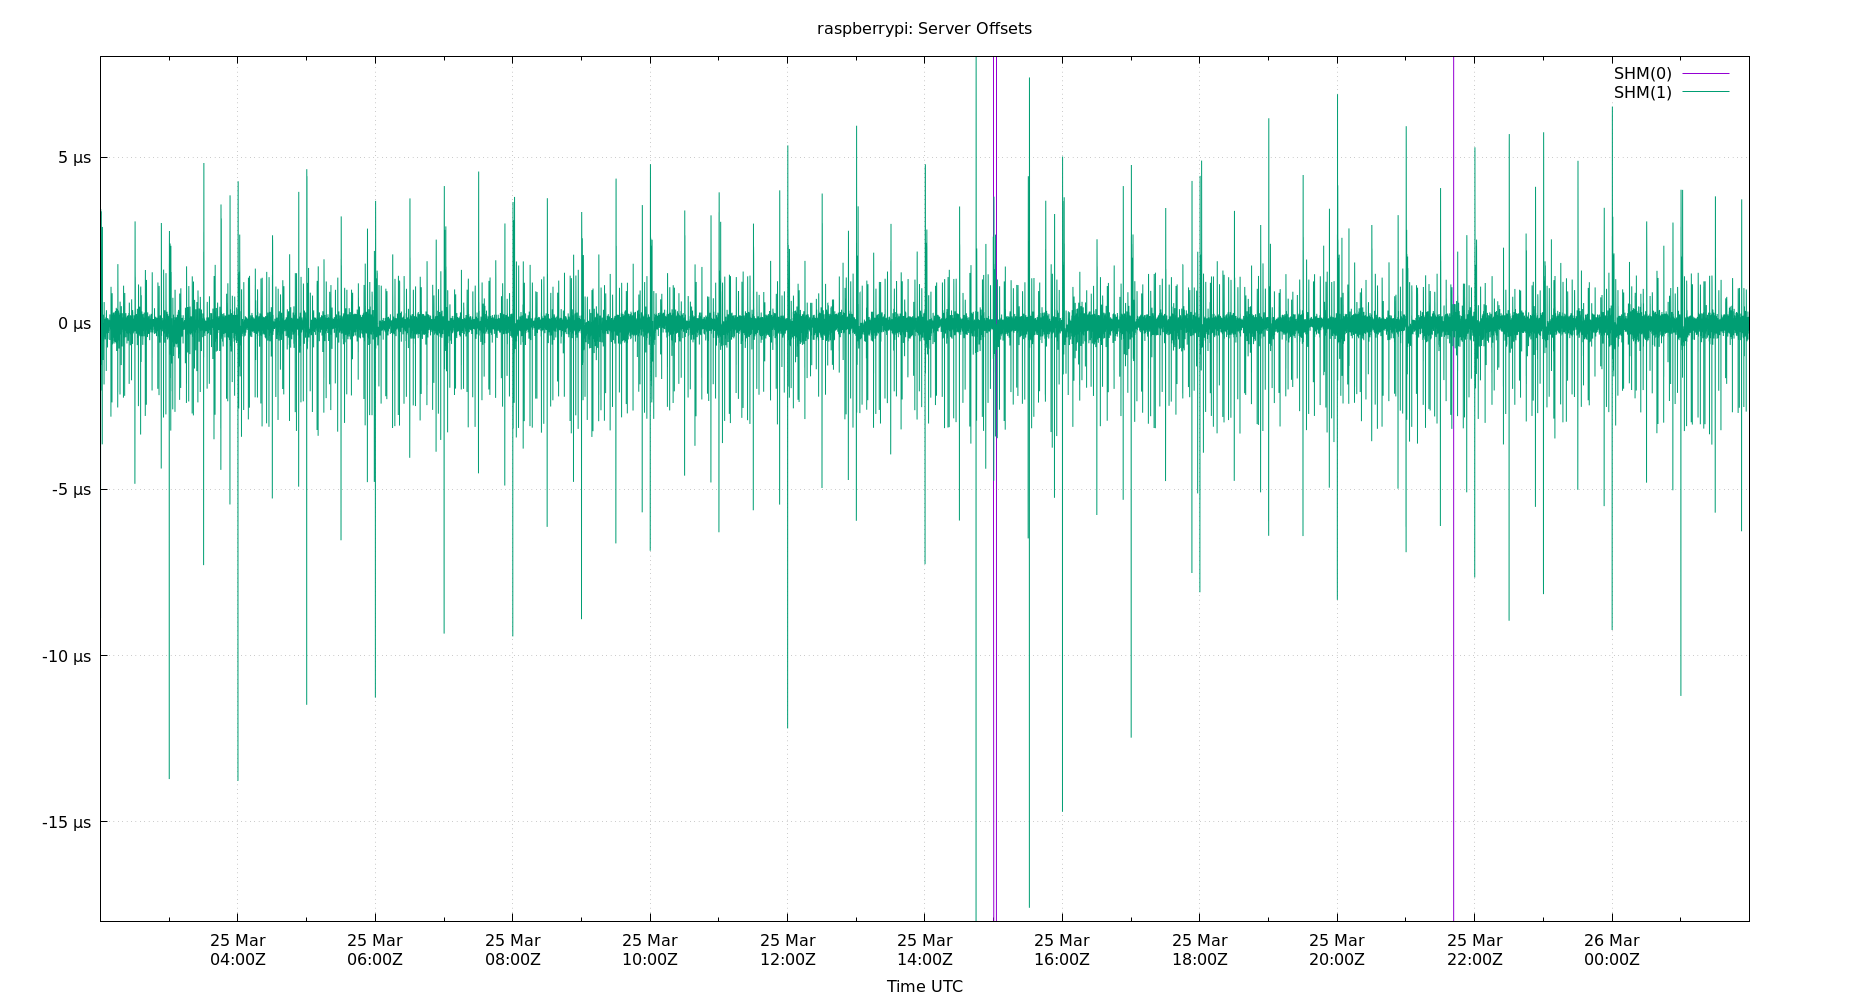 raspberrypi: Server Offsets
SHM(0)
SHM(1)
5 µs
0 µs
-5 µs
-10 µs
-15 µs
25 Mar 25 Mar 25 Mar 25 Mar 25 Mar 25 Mar 25 Mar 25 Mar 25 Mar 25 Mar 26 Mar
04:00Z 06:00Z 08:00Z 10:00Z 12:00Z 14:00Z 16:00Z 18:00Z 20:00Z 22:00Z 00:00Z
Time UTC